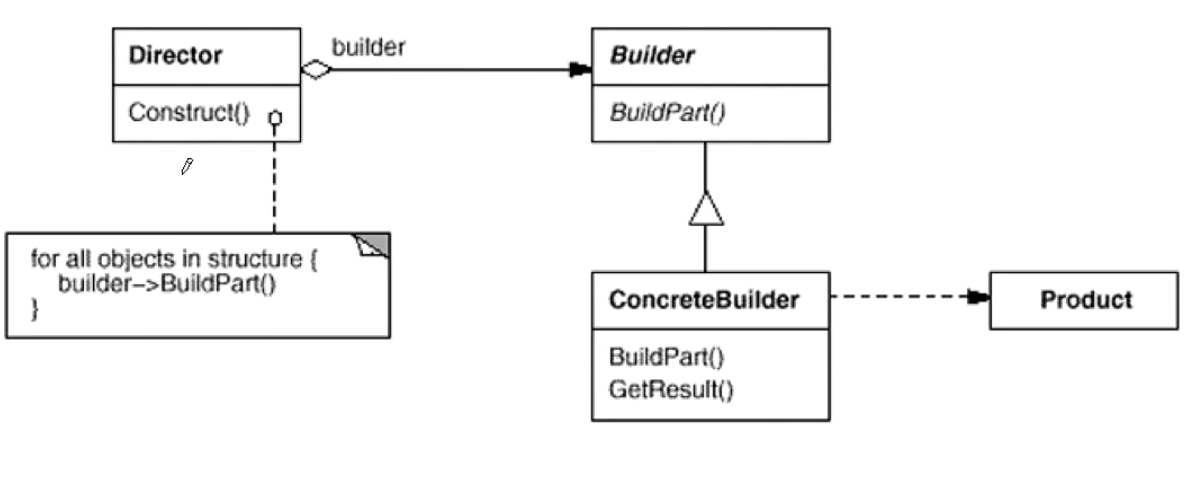 Director
builder
Builder
Construct()
BuildPart()
for all objects in structure {
builder->BuildPart()
}
ConcreteBuilder
Product
BuildPart()
GetResult()